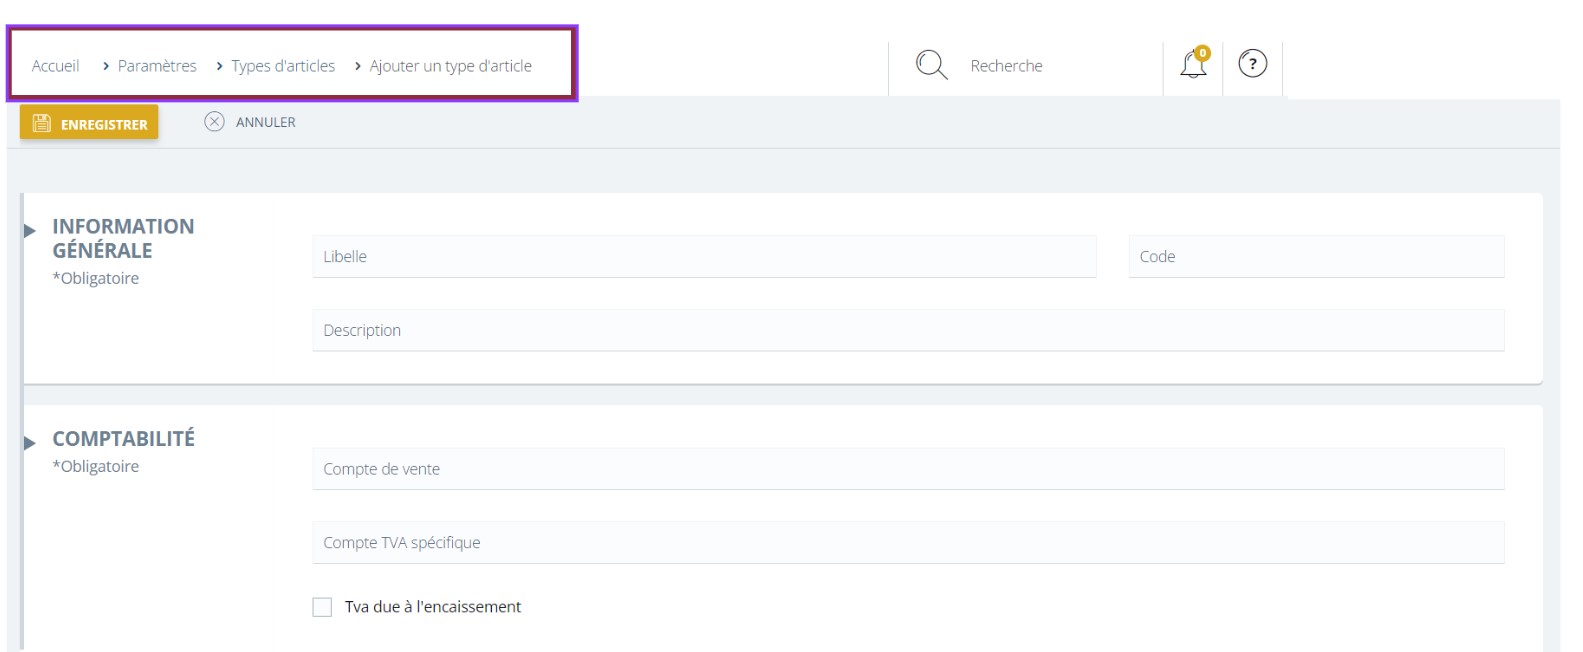 Accueil > Paramètres > Types d'articles > Ajouter un type d'article
Recherche
0
?
ENREGISTRER
ANNULER
INFORMATION
GÉNÉRALE
*Obligatoire
Libelle
Code
Description
COMPTABILITÉ
*Obligatoire
Compte de vente
Compte TVA spécifique
Tva due à l'encaissement